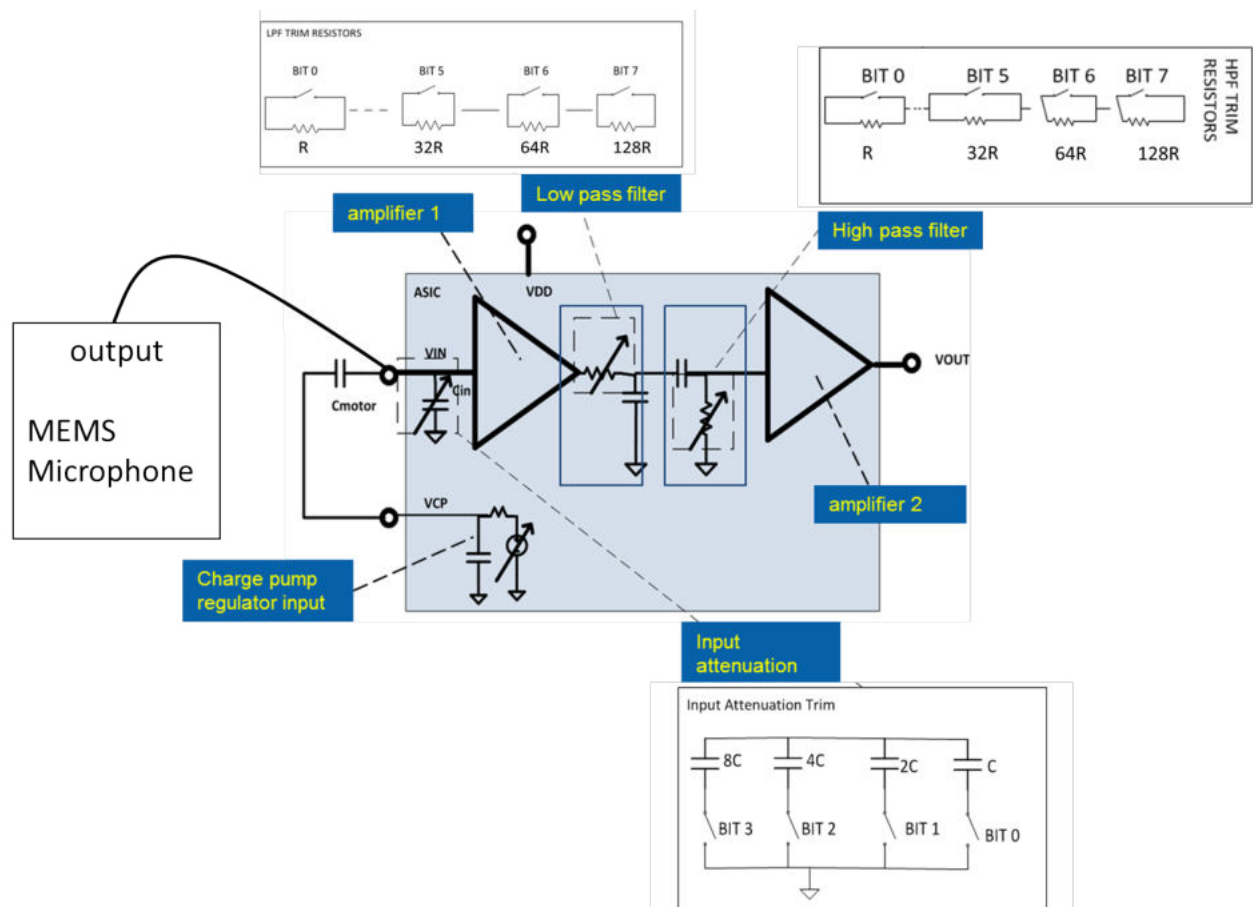 LPF TRIM RESISTORS
BIT 0
BIT 5
BIT 6
BIT 7
R
32R
64R
128R
BIT 0
BIT 5
BIT 6
BIT 7
R
32R
64R
128R
HPF TRIM
RESISTORS
Low pass filter
amplifier 1
High pass filter
ASIC
VDD
output
MEMS
Microphone
VIN
Cin
Cmotor
VOUT
VCP
amplifier 2
Charge pump
regulator input
Input
attenuation
Input Attenuation Trim
8C
4C
2C
C
BIT 3
BIT 2
BIT 1
BIT 0